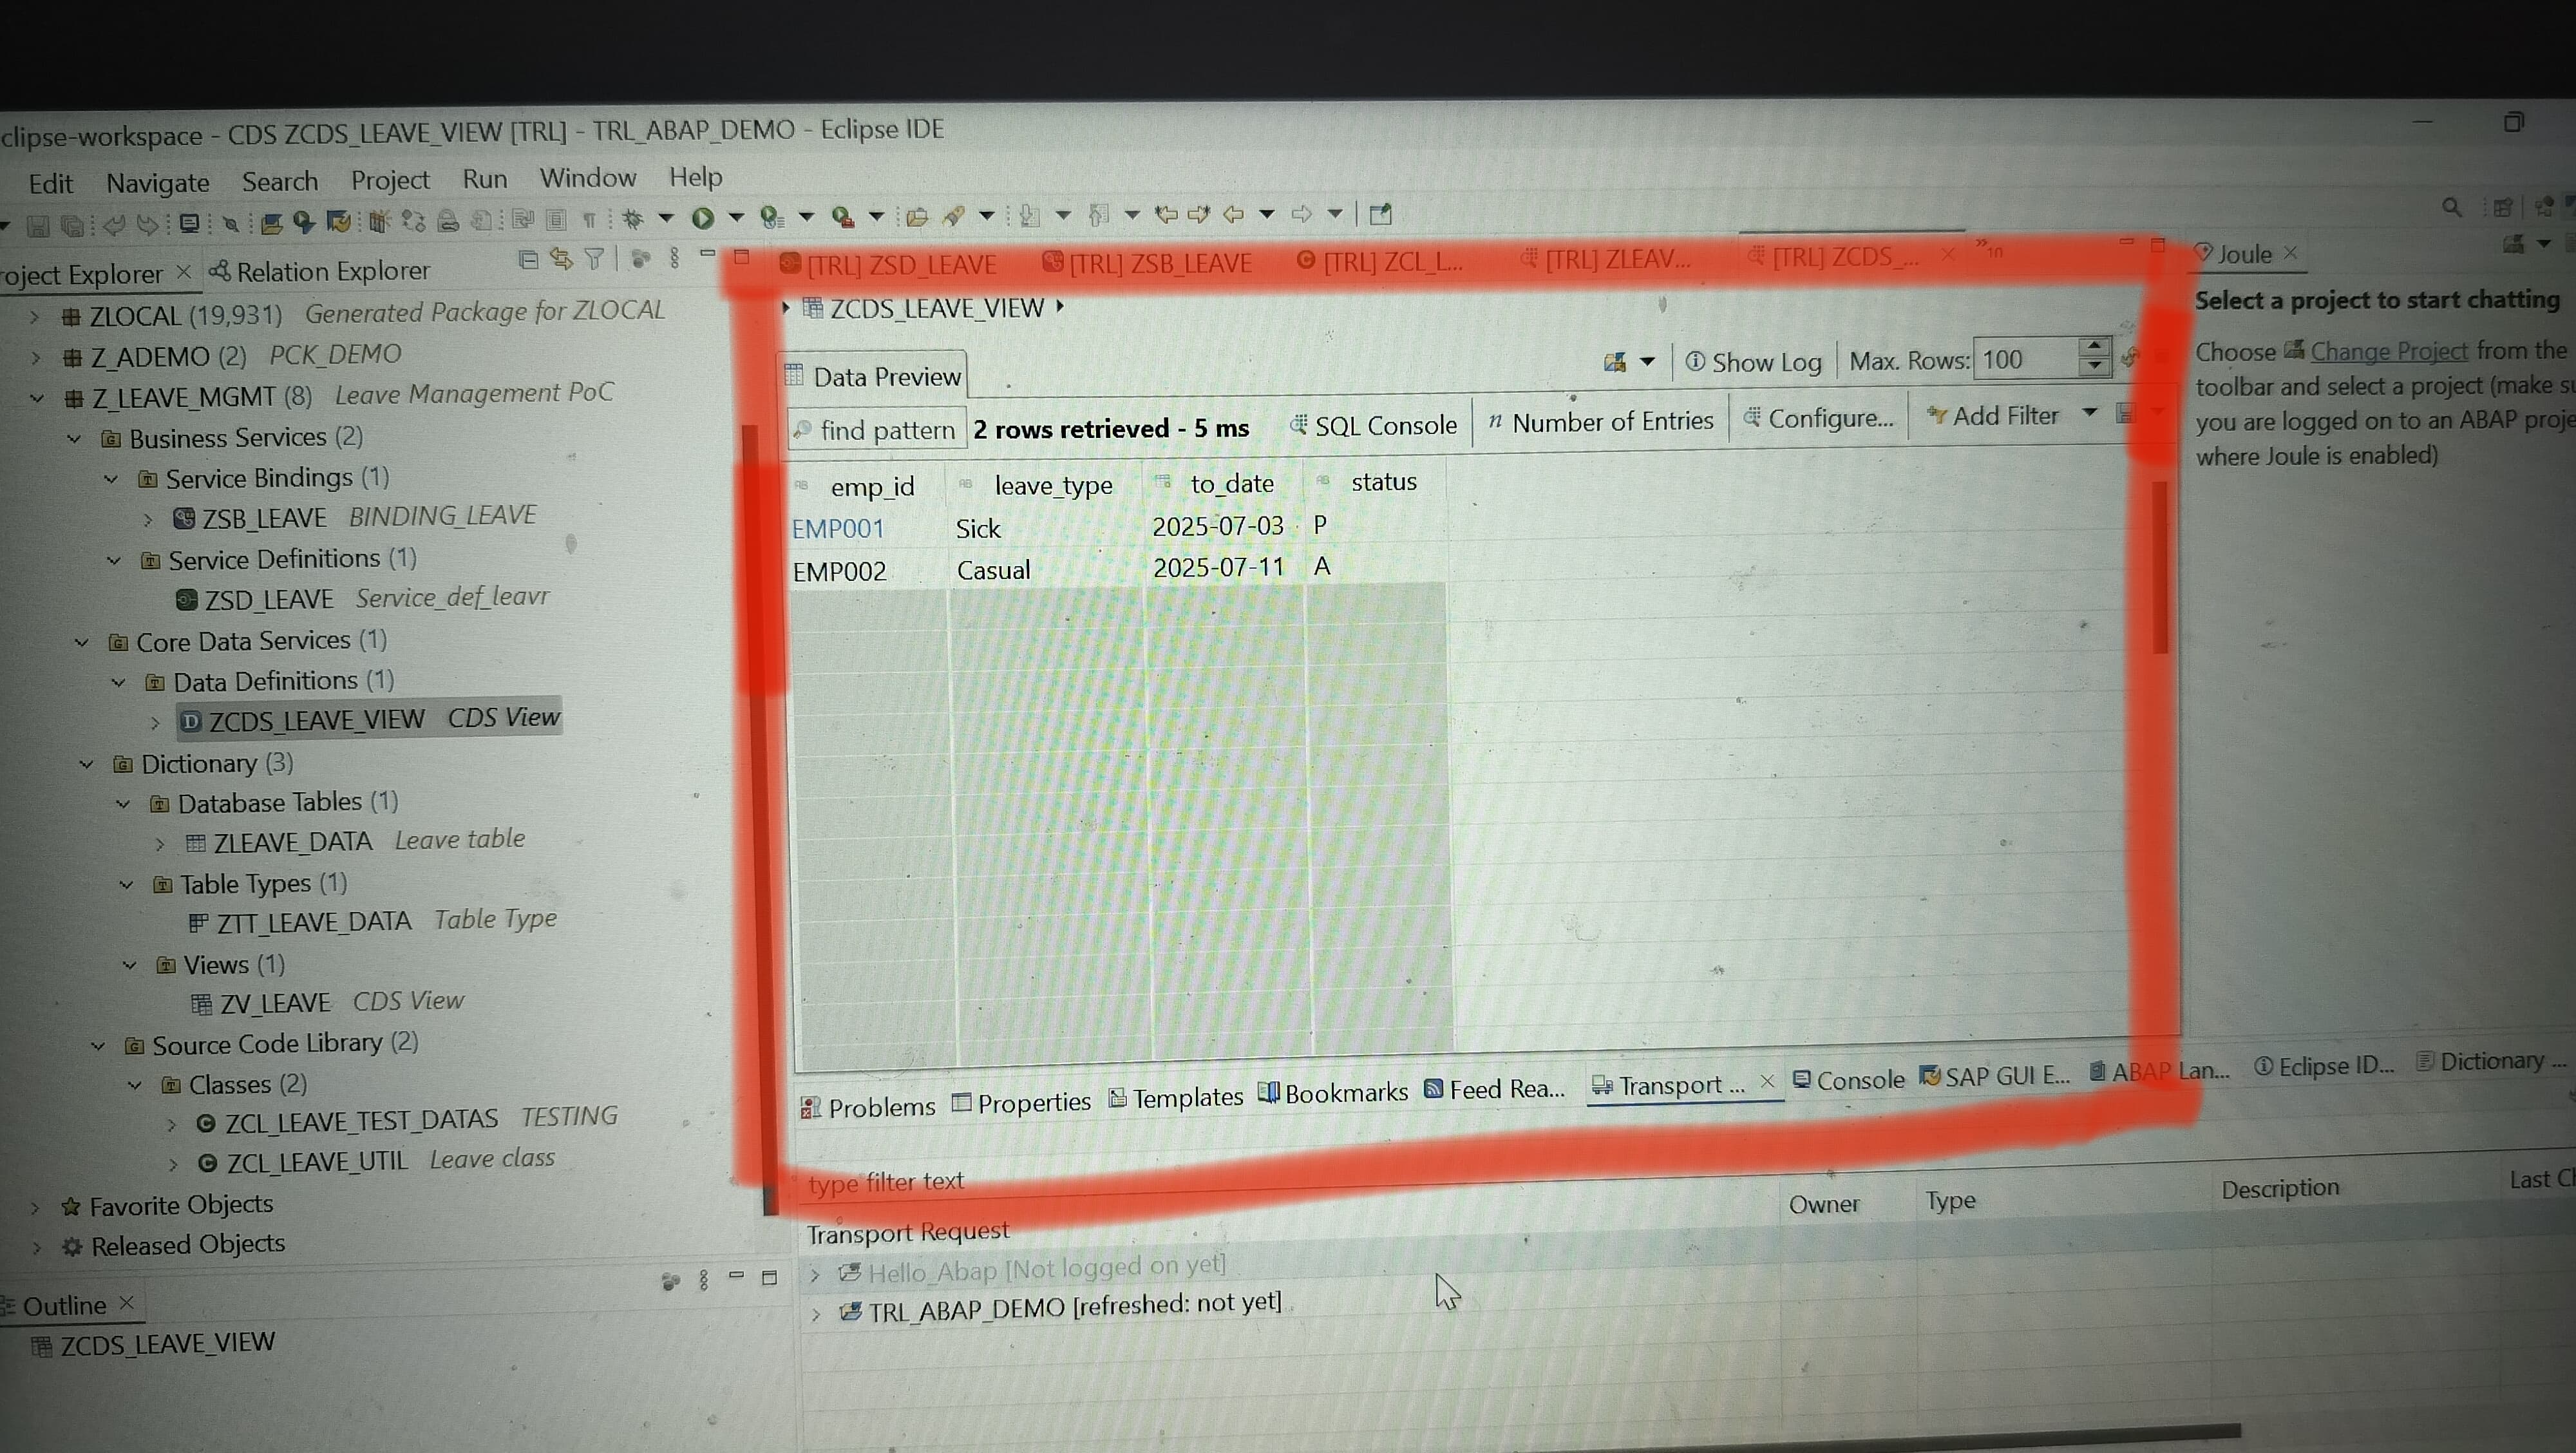 clipse-workspace - CDS ZCDS_LEAVE_VIEW [TRL] - TRL_ABAP_DEMO - Eclipse IDE
Edit Navigate Search Project Run Window Help
oject Explorer Relation Explorer
ZLOCAL (19,931) Generated Package for ZLOCAL
Z_ADEMO (2) PCK_DEMO
Z_LEAVE_MGMT (8) Leave Management PoC
Business Services (2)
Service Bindings (1)
ZSB_LEAVE BINDING_LEAVE
Service Definitions (1)
ZSD_LEAVE Service_def_leavr
Core Data Services (1)
Data Definitions (1)
ZCDS_LEAVE_VIEW CDS View
Dictionary (3)
Database Tables (1)
ZLEAVE_DATA Leave table
Table Types (1)
ZTT_LEAVE_DATA Table Type
Views (1)
ZV_LEAVE CDS View
Source Code Library (2)
Classes (2)
ZCL_LEAVE_TEST_DATAS TESTING
ZCL_LEAVE_UTIL Leave class
Favorite Objects
Released Objects
Outline
ZCDS_LEAVE_VIEW
[TRL] ZSD_LEAVE [TRL] ZSB_LEAVE [TRL] ZCL_L... [TRL] ZLEAV... [TRL] ZCDS_... »10
ZCDS_LEAVE_VIEW
Data Preview Show Log Max. Rows: 100
find pattern 2 rows retrieved - 5 ms SQL Console n Number of Entries Configure... Add Filter
emp_id leave_type to_date status
EMP001 Sick 2025-07-03 P
EMP002 Casual 2025-07-11 A
Problems Properties Templates Bookmarks Feed Rea... Transport ... Console SAP GUI E... ABAP Lan... Eclipse ID... Dictionary ...
type filter text
Transport Request Owner Type Description Last Ch
Hello_Abap [Not logged on yet]
TRL_ABAP_DEMO [refreshed: not yet]
Joule
Select a project to start chatting
Choose Change Project from the
toolbar and select a project (make su
you are logged on to an ABAP proje
where Joule is enabled)